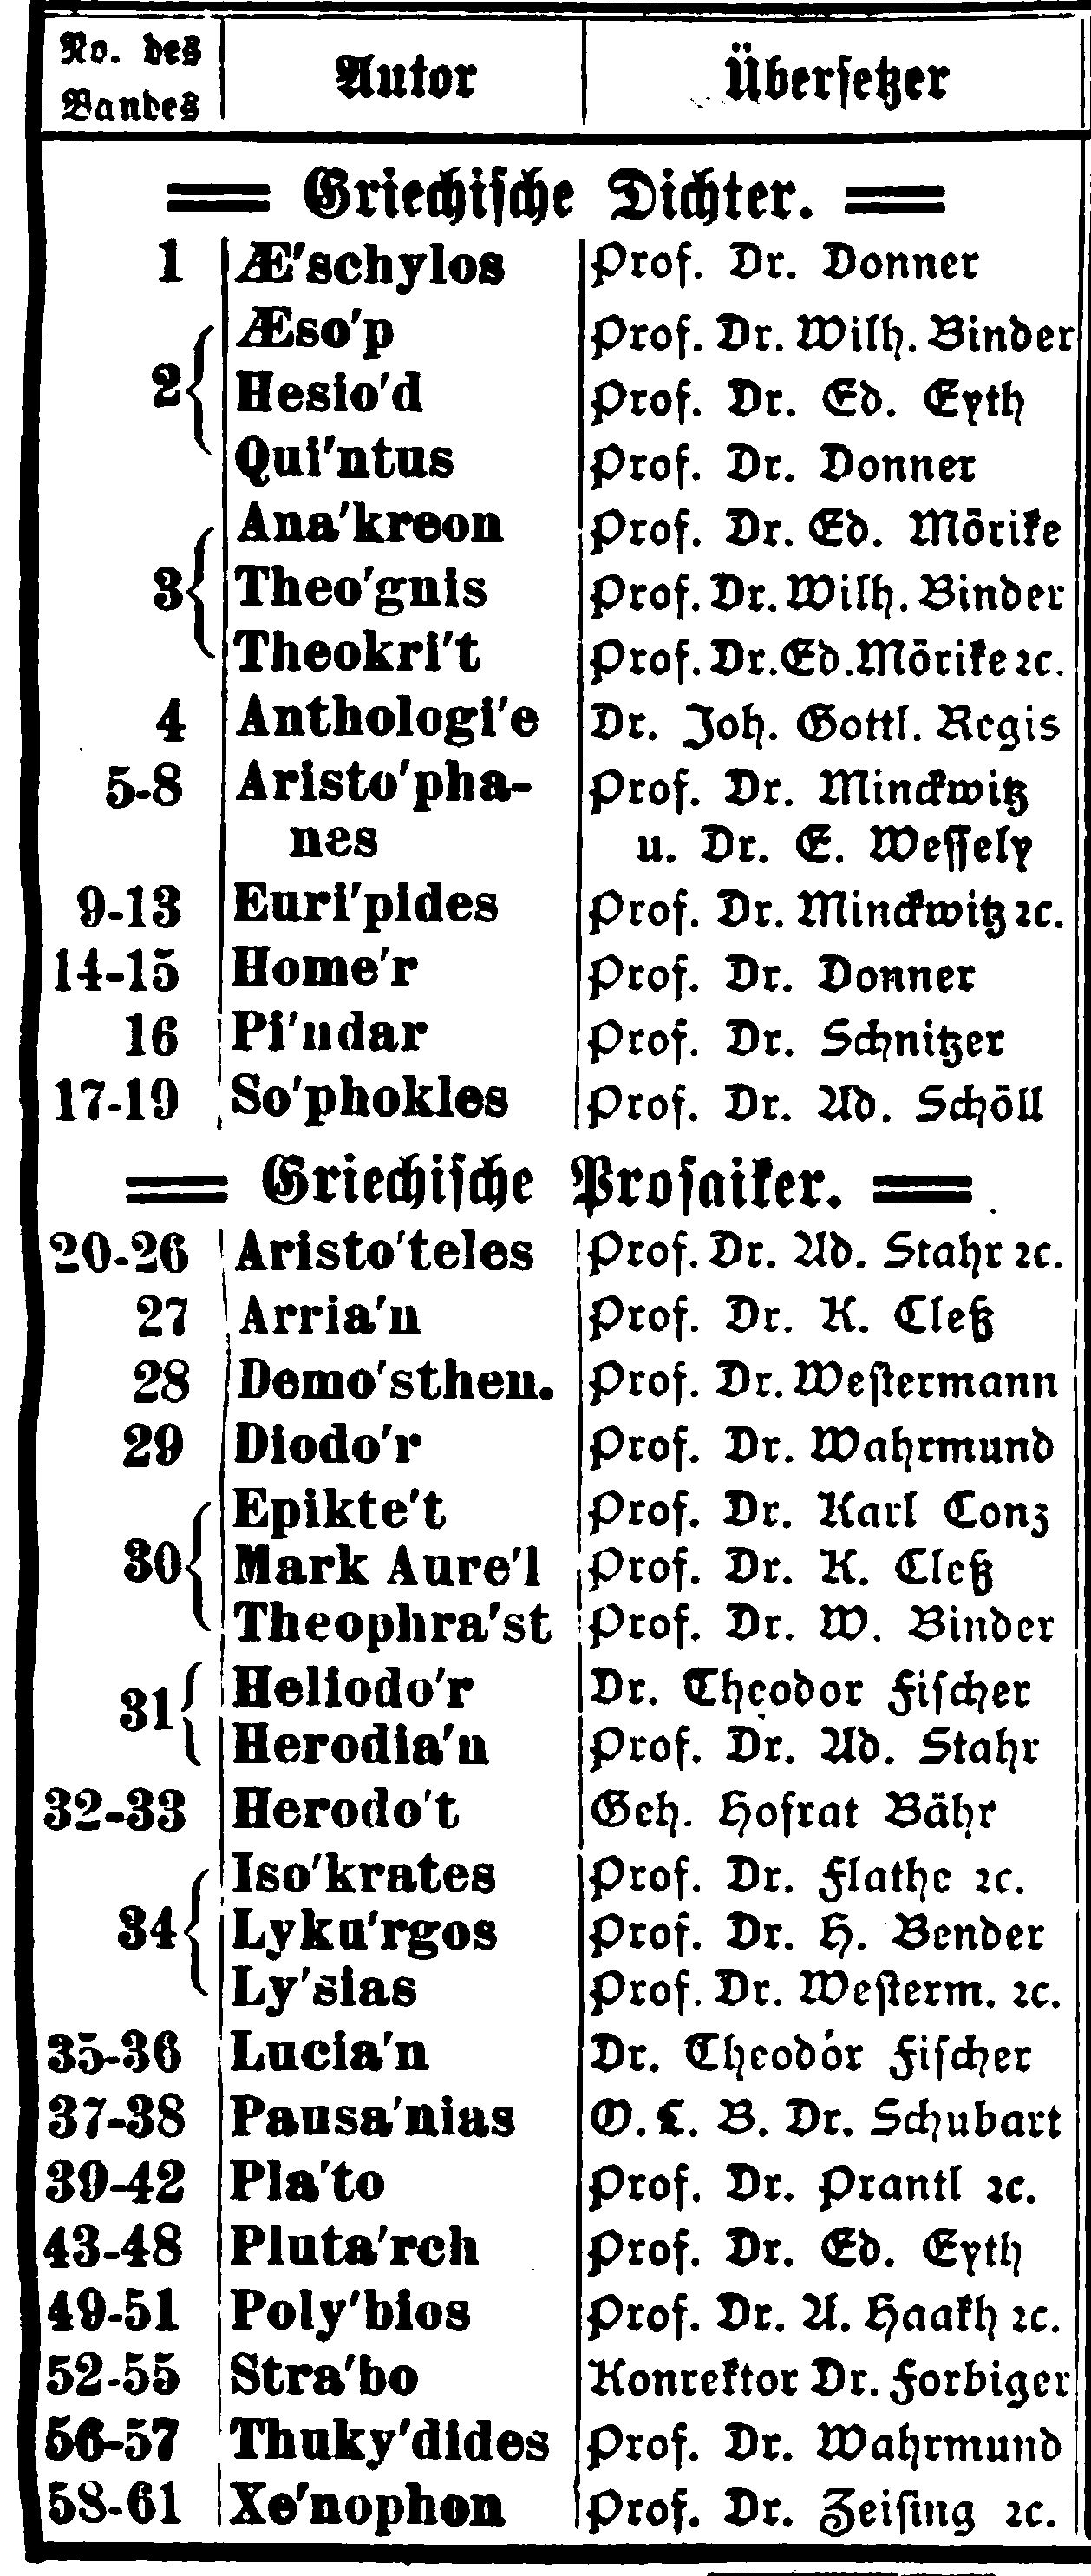 No. des Bandes | Autor | Übersetzer
Griechische Dichter.
1 Æ'schylos Prof. Dr. Donner
Æso'p Prof. Dr. Wilh. Binder
2 Hesio'd Prof. Dr. Ed. Eyth
Qui'ntus Prof. Dr. Donner
Ana'kreon Prof. Dr. Ed. Mörike
3 Theo'gnis Prof. Dr. Wilh. Binder
Theokri't Prof. Dr. Ed. Mörike ꝛc.
4 Anthologi'e Dr. Joh. Gottl. Regis
5-8 Aristo'pha- Prof. Dr. Minckwitz
nes u. Dr. E. Wessely
9-13 Euri'pides Prof. Dr. Minckwitz ꝛc.
14-15 Home'r Prof. Dr. Donner
16 Pi'ndar Prof. Dr. Schnitzer
17-19 So'phokles Prof. Dr. Ad. Schöll
Griechische Prosaiker.
20-26 Aristo'teles Prof. Dr. Ad. Stahr ꝛc.
27 Arria'n Prof. Dr. K. Cleß
28 Demo'sthen. Prof. Dr. Westermann
29 Diodo'r Prof. Dr. Wahrmund
Epikte't Prof. Dr. Karl Conz
30 Mark Aure'l Prof. Dr. K. Cleß
Theophra'st Prof. Dr. W. Binder
31 Heliodo'r Dr. Theodor Fischer
Herodia'n Prof. Dr. Ad. Stahr
32-33 Herodo't Geh. Hofrat Bähr
Iso'krates Prof. Dr. Flathe ꝛc.
34 Lyku'rgos Prof. Dr. H. Bender
Ly'sias Prof. Dr. Westerm. ꝛc.
35-36 Lucia'n Dr. Theodor Fischer
37-38 Pausa'nias O. L. B. Dr. Schubart
39-42 Pla'to Prof. Dr. Prantl ꝛc.
43-48 Pluta'rch Prof. Dr. Ed. Eyth
49-51 Poly'bios Prof. Dr. A. Haakh ꝛc.
52-55 Stra'bo Konrektor Dr. Forbiger
56-57 Thuky'dides Prof. Dr. Wahrmund
58-61 Xe'nophon Prof. Dr. Zeising ꝛc.